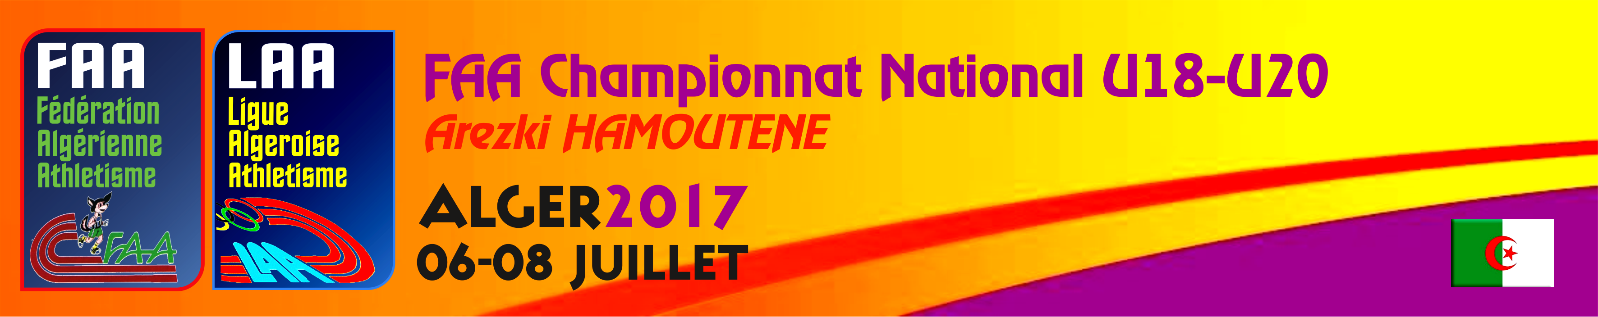 FAA
Fédération
Algérienne
Athletisme
FAA
LAA
Ligue
Algeroise
Athletisme
LAA
FAA Championnat National U18-U20
Arezki HAMOUTENE
ALGER2017
06-08 JUILLET